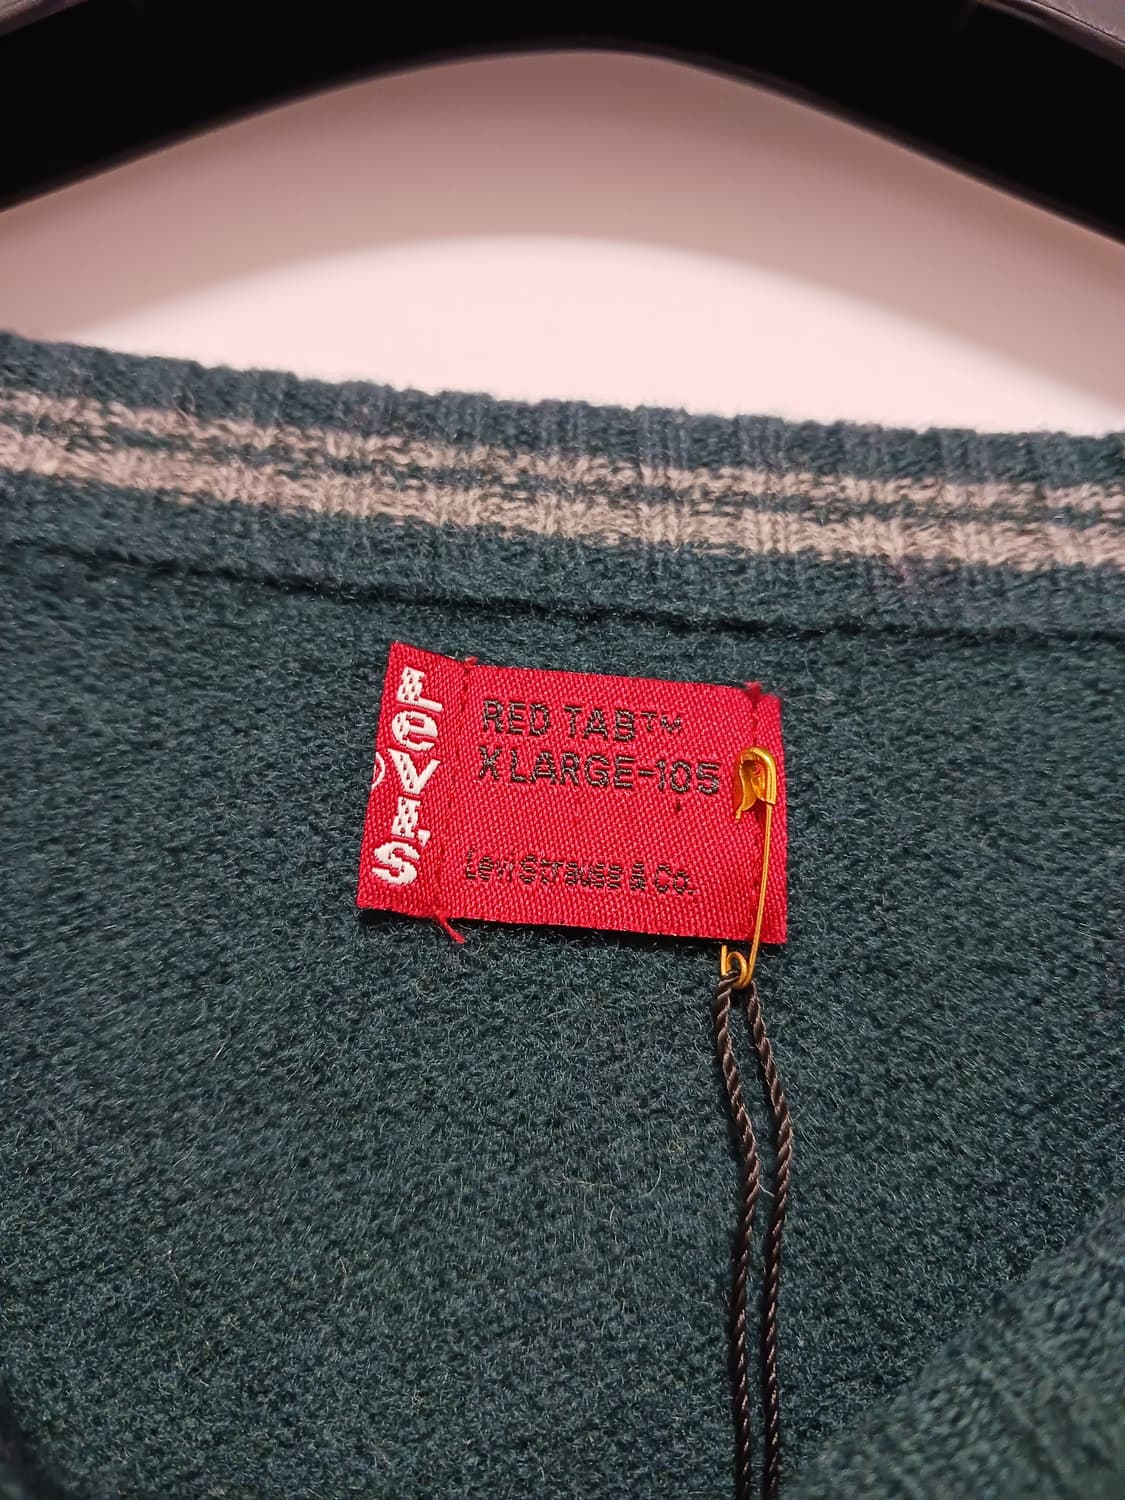 LeVI'S
RED TAB™
X LARGE-105
Levi Strauss & Co.